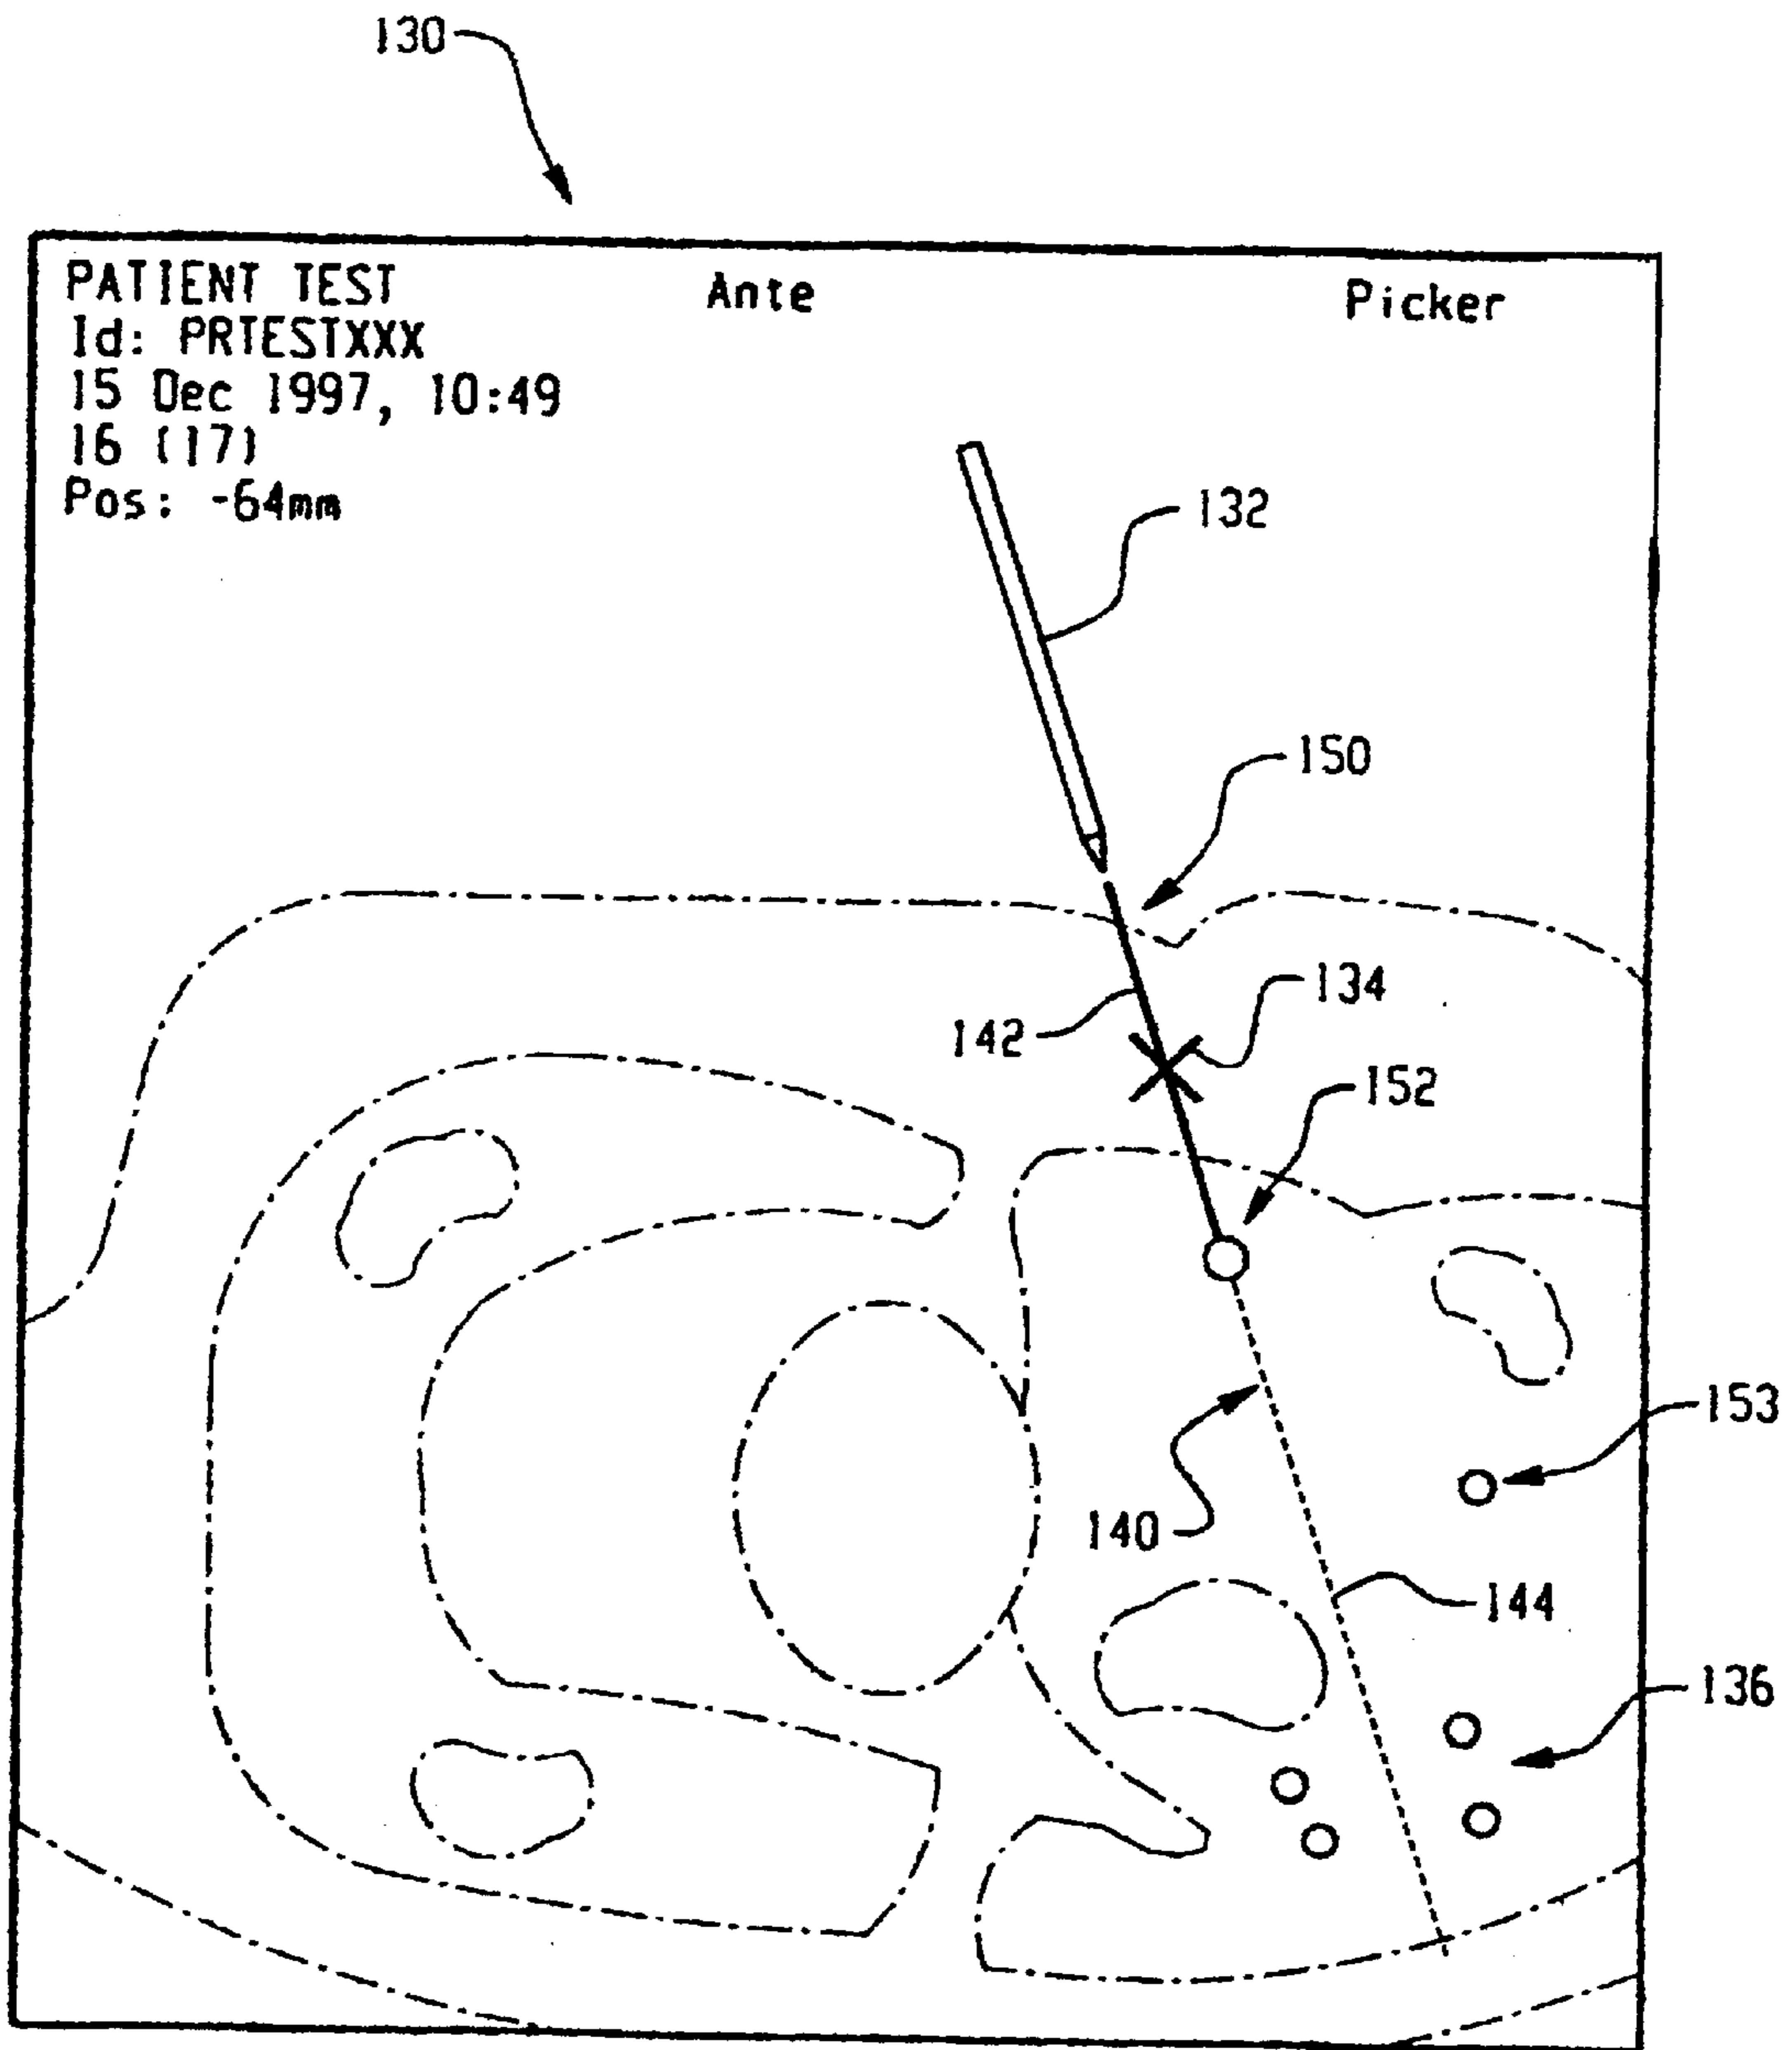 130
PATIENT TEST
Ante
Picker
Id: PRTESTXXX
15 Dec 1997, 10:49
16 (17)
Pos: -64mm
132
150
134
142
152
153
140
144
136